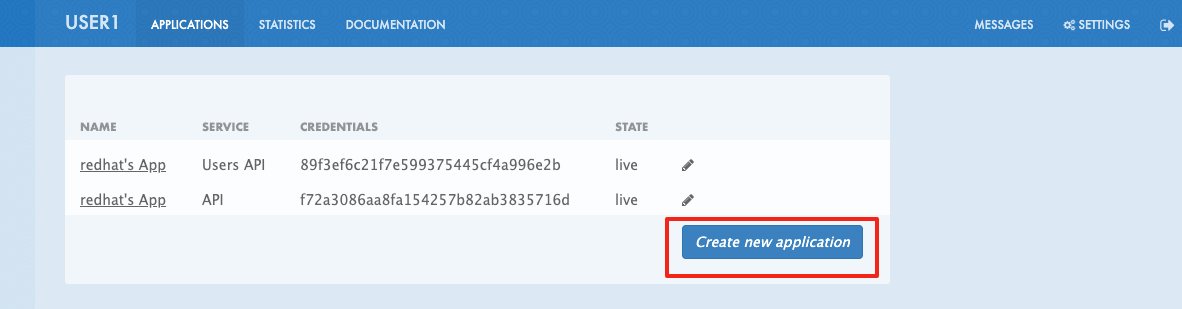 USER1 APPLICATIONS STATISTICS DOCUMENTATION MESSAGES SETTINGS
NAME SERVICE CREDENTIALS STATE
redhat's App Users API 89f3ef6c21f7e599375445cf4a996e2b live
redhat's App API f72a3086aa8fa154257b82ab3835716d live
Create new application